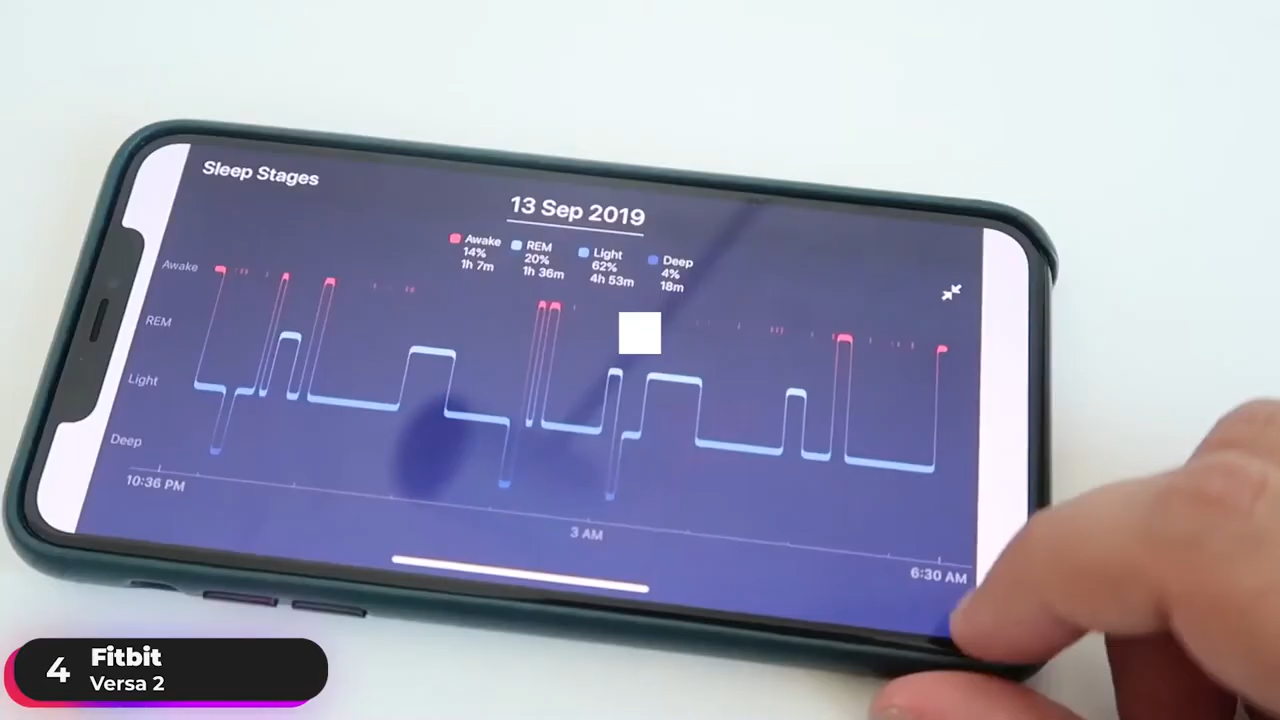 Sleep Stages
13 Sep 2019
Awake REM Light Deep
14% 20% 62% 4%
1h 7m 1h 36m 4h 53m 18m
Awake
REM
Light
Deep
10:36 PM 3 AM 6:30 AM
4 Fitbit
Versa 2